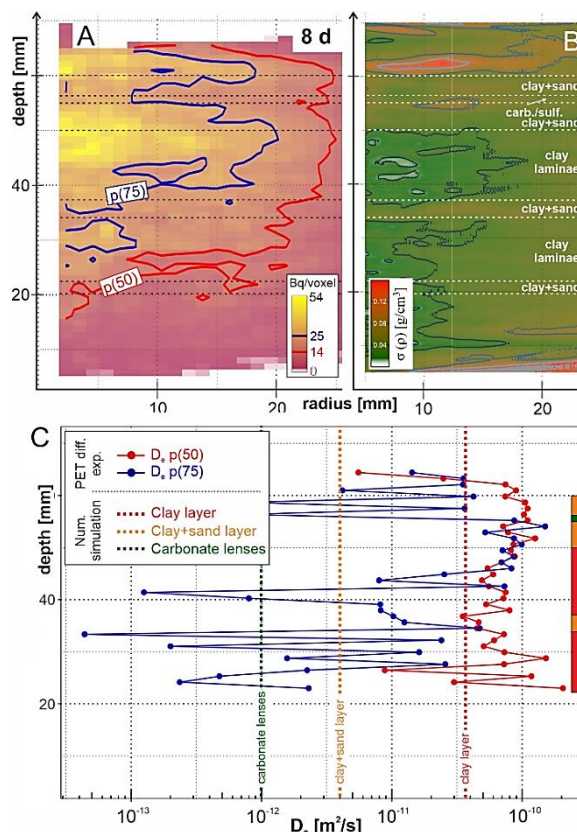 A
8 d
B
depth [mm]
40
20
p(75)
p(50)
Bq/voxel
54
25
14
0
10
20
radius [mm]
clay+sand
carb./sulf.
clay+sand
clay
laminae
clay+sand
clay
laminae
clay+sand
σ (ρ) [g/cm³]
0.12
0.08
0.04
10
20
C
PET diff.
exp.
Dₑ p(50)
Dₑ p(75)
Num.
simulation
Clay layer
Clay+sand layer
Carbonate lenses
depth [mm]
40
20
carbonate lenses
clay+sand layer
clay layer
10⁻¹³
10⁻¹²
10⁻¹¹
10⁻¹⁰
Dₑ [m²/s]